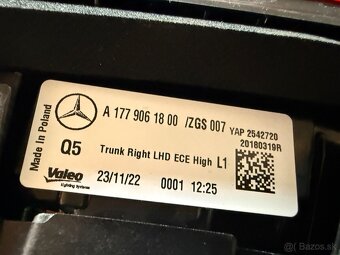 Made in Poland
A 177 906 18 00 /ZGS 007 YAP 2542720
20180319R
Q5 Trunk Right LHD ECE High L1
Valeo
Lighting Systems
23/11/22 0001 12:25
bazos.sk